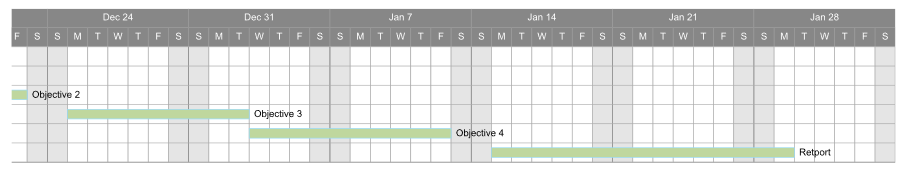 Dec 24 Dec 31 Jan 7 Jan 14 Jan 21 Jan 28
F S S M T W T F S S M T W T F S S M T W T F S S M T W T F S S M T W T F S S M T W T F S
Objective 2
Objective 3
Objective 4
Retport